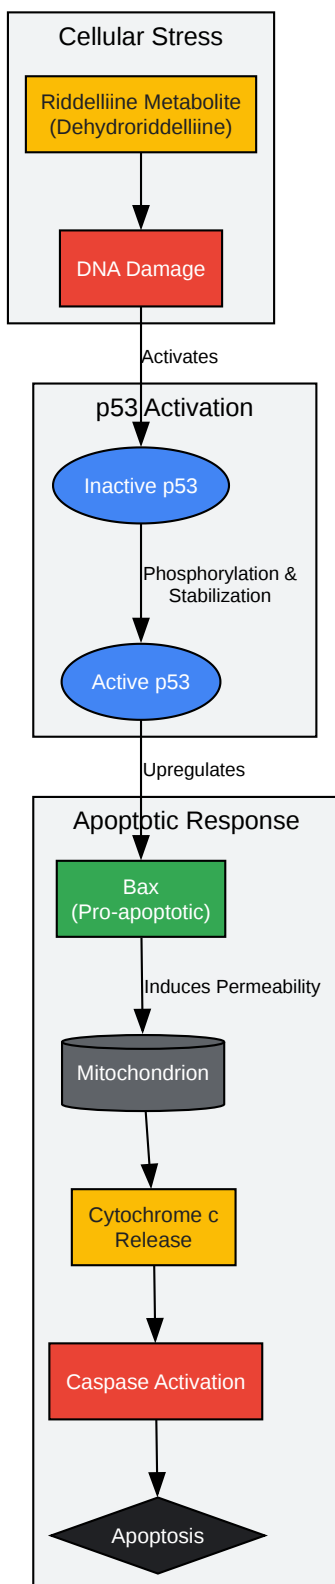 Cellular Stress
Riddelliine Metabolite
(Dehydroriddelliine)
DNA Damage
Activates
p53 Activation
Inactive p53
Phosphorylation &
Stabilization
Active p53
Upregulates
Apoptotic Response
Bax
(Pro-apoptotic)
Induces Permeability
Mitochondrion
Cytochrome c
Release
Caspase Activation
Apoptosis